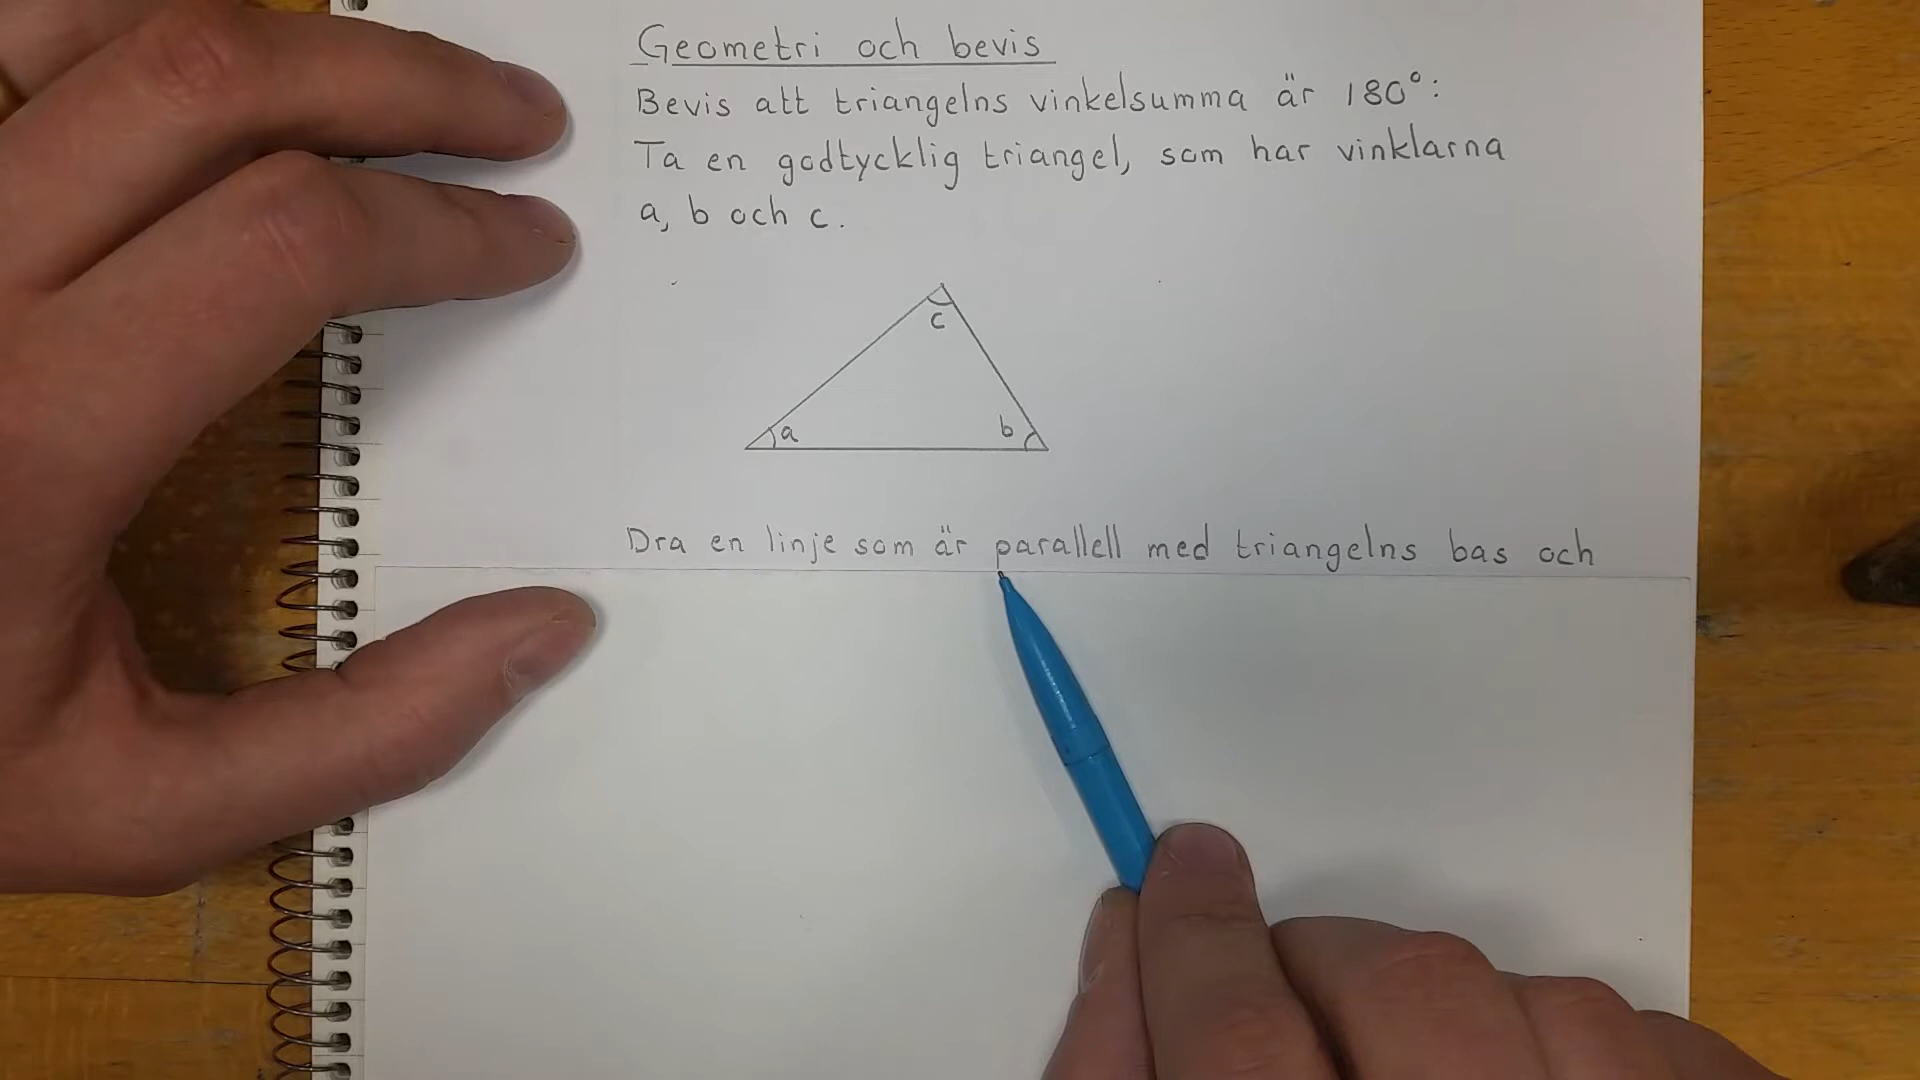 Geometri och bevis
Bevis att triangelns vinkelsumma är 180°:
Ta en godtycklig triangel, som har vinklarna
a, b och c.
c
a b
Dra en linje som är parallell med triangelns bas och